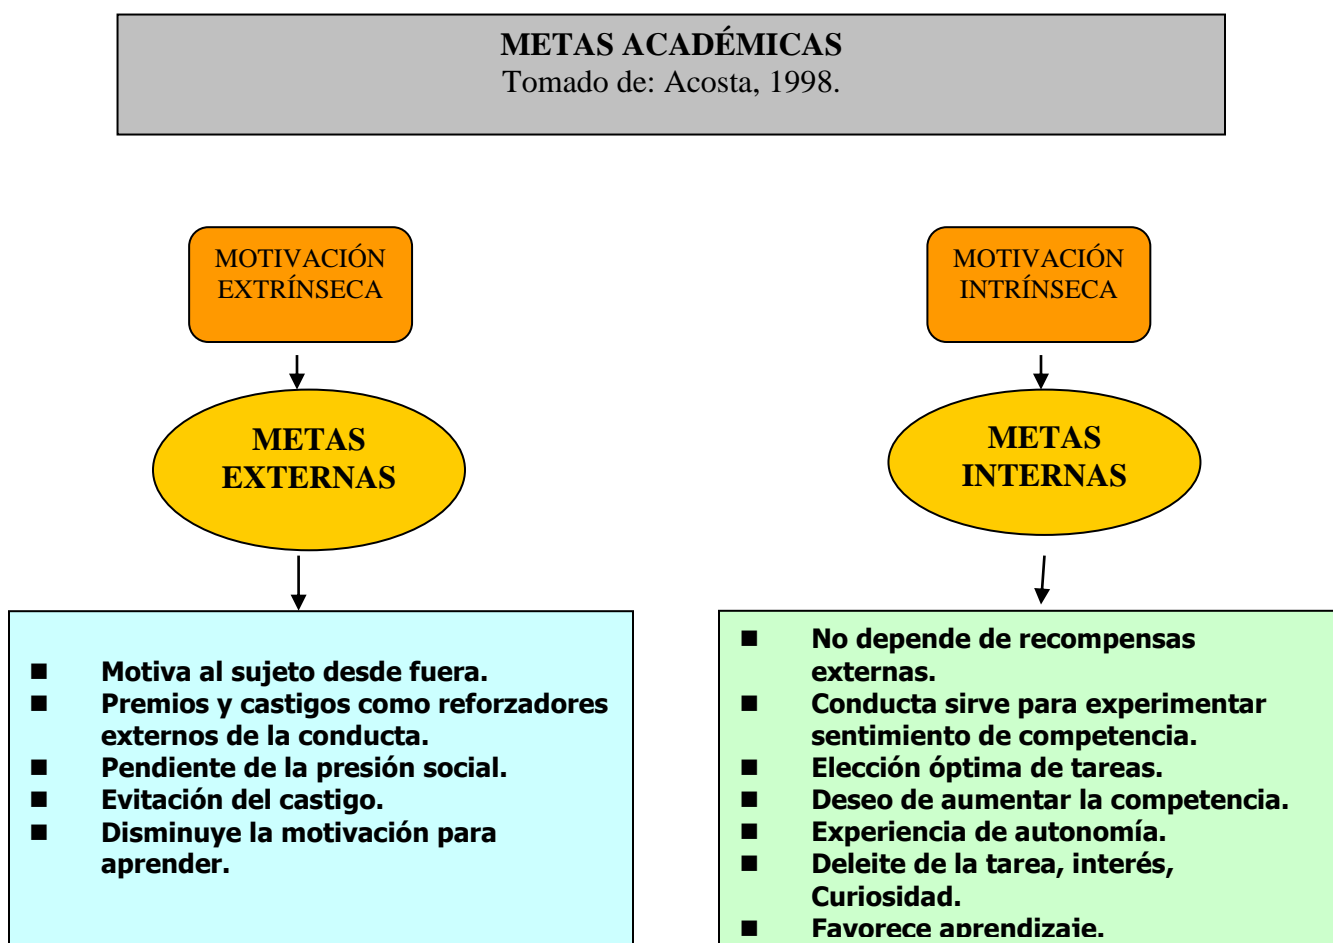 METAS ACADÉMICAS
Tomado de: Acosta, 1998.
MOTIVACIÓN
EXTRÍNSECA
METAS
EXTERNAS
■ Motiva al sujeto desde fuera.
■ Premios y castigos como reforzadores
externos de la conducta.
■ Pendiente de la presión social.
■ Evitación del castigo.
■ Disminuye la motivación para
aprender.
MOTIVACIÓN
INTRÍNSECA
METAS
INTERNAS
■ No depende de recompensas
externas.
■ Conducta sirve para experimentar
sentimiento de competencia.
■ Elección óptima de tareas.
■ Deseo de aumentar la competencia.
■ Experiencia de autonomía.
■ Deleite de la tarea, interés,
Curiosidad.
■ Favorece aprendizaje.